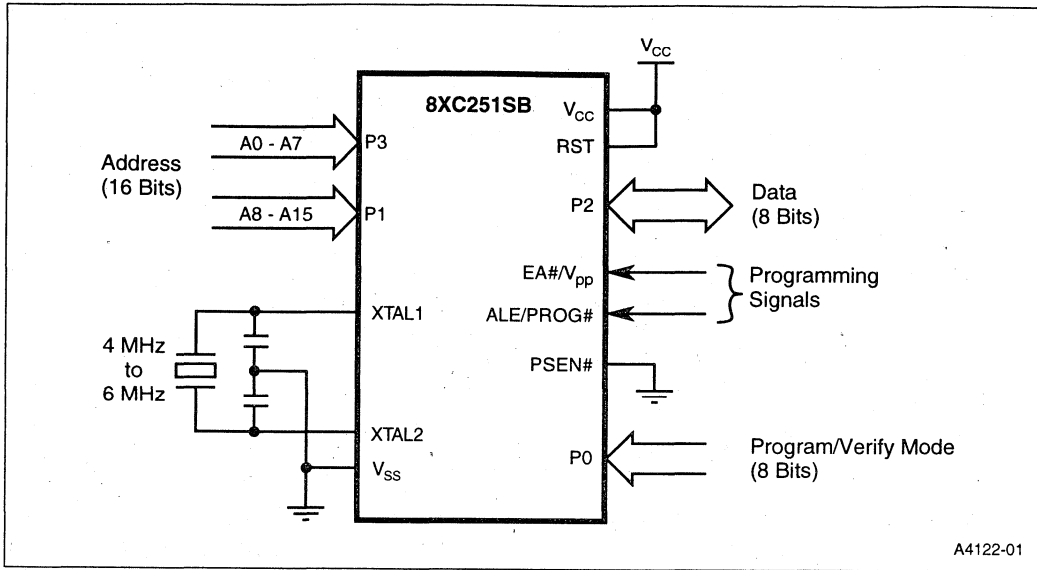 V_CC
8XC251SB
V_CC
RST
A0 - A7
P3
Address
(16 Bits)
A8 - A15
P1
P2
Data
(8 Bits)
EA#/V_pp
Programming
Signals
ALE/PROG#
XTAL1
4 MHz
to
6 MHz
PSEN#
XTAL2
V_SS
P0
Program/Verify Mode
(8 Bits)
A4122-01